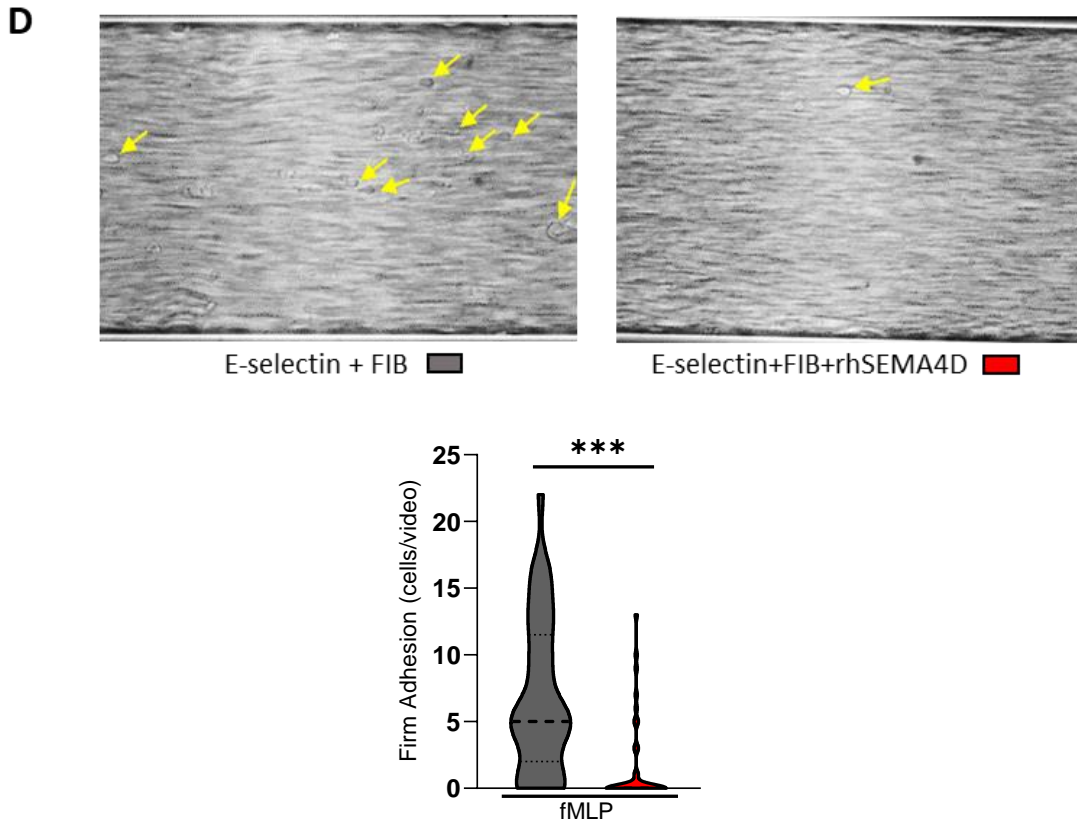 D
E-selectin + FIB
E-selectin+FIB+rhSEMA4D
***
25
20
15
10
5
0
Firm Adhesion (cells/video)
fMLP